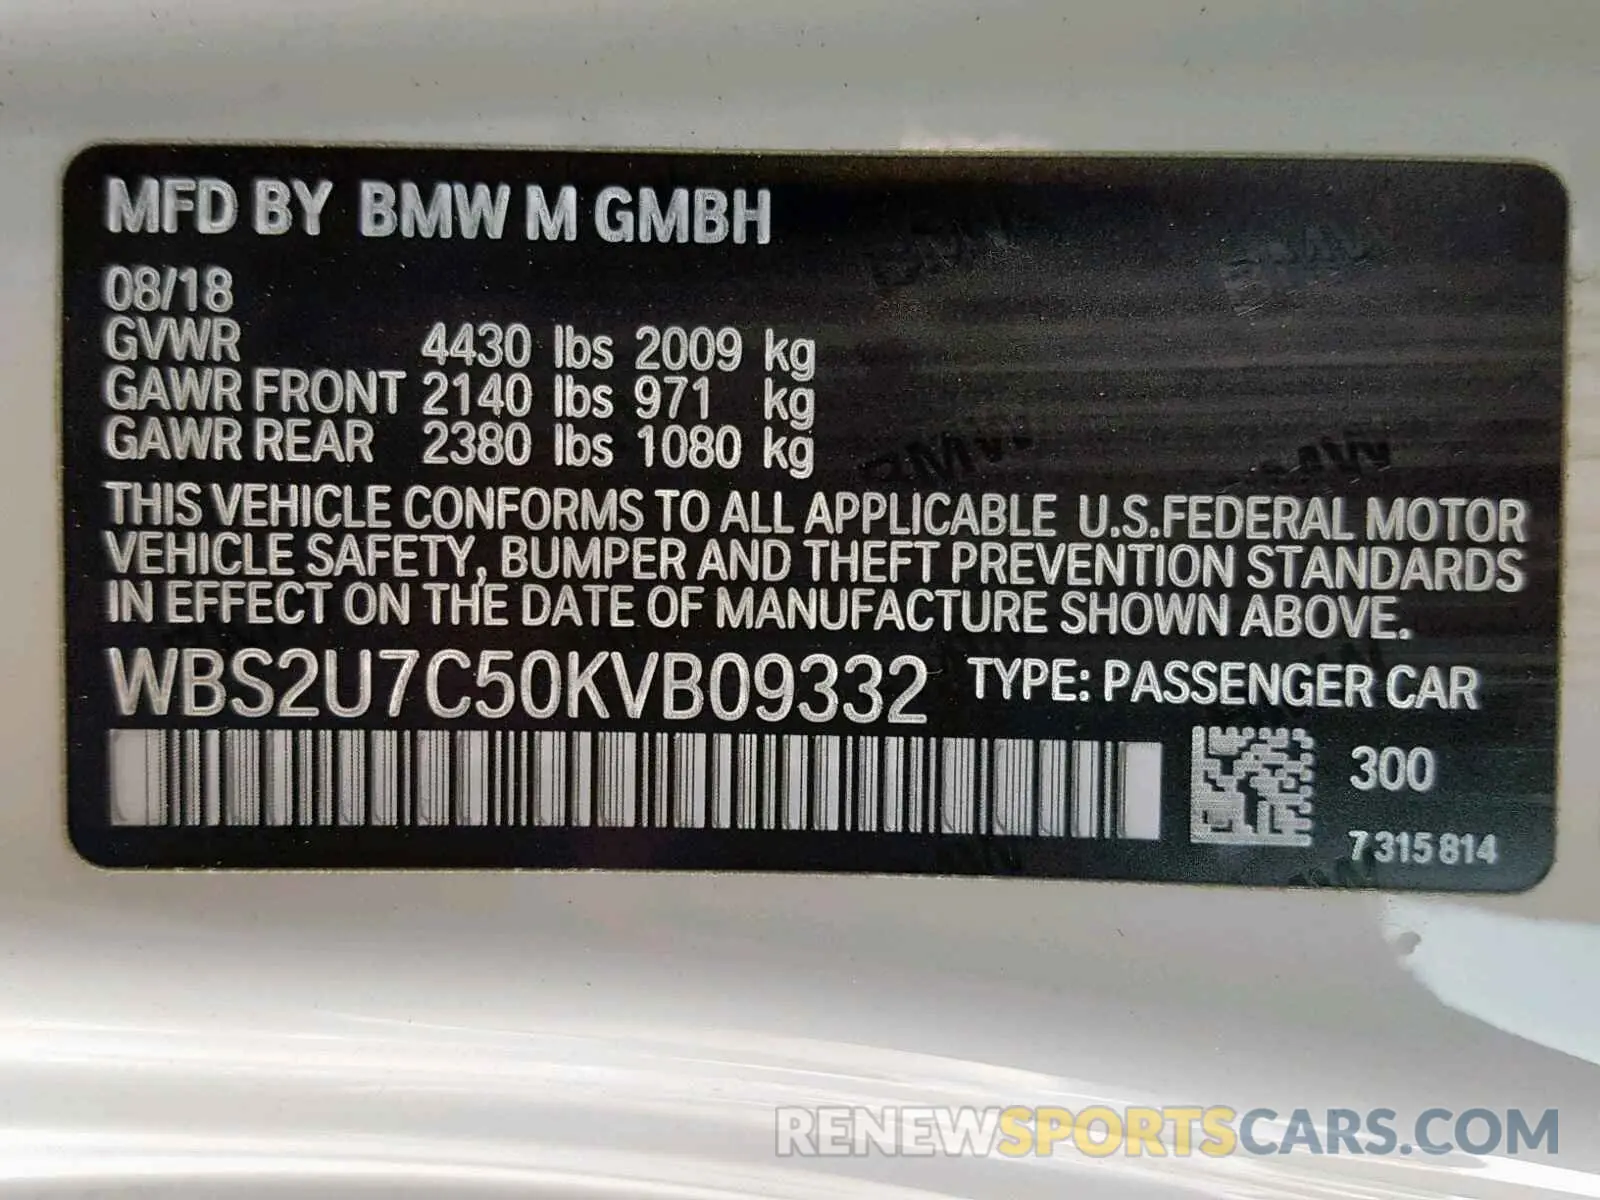 MFD BY BMW M GMBH
08/18
GVWR 4430 lbs 2009 kg
GAWR FRONT 2140 lbs 971 kg
GAWR REAR 2380 lbs 1080 kg
THIS VEHICLE CONFORMS TO ALL APPLICABLE U.S.FEDERAL MOTOR
VEHICLE SAFETY, BUMPER AND THEFT PREVENTION STANDARDS
IN EFFECT ON THE DATE OF MANUFACTURE SHOWN ABOVE.
WBS2U7C50KVB09332 TYPE: PASSENGER CAR
300
7 315 814
RENEWSPORTSCARS.COM